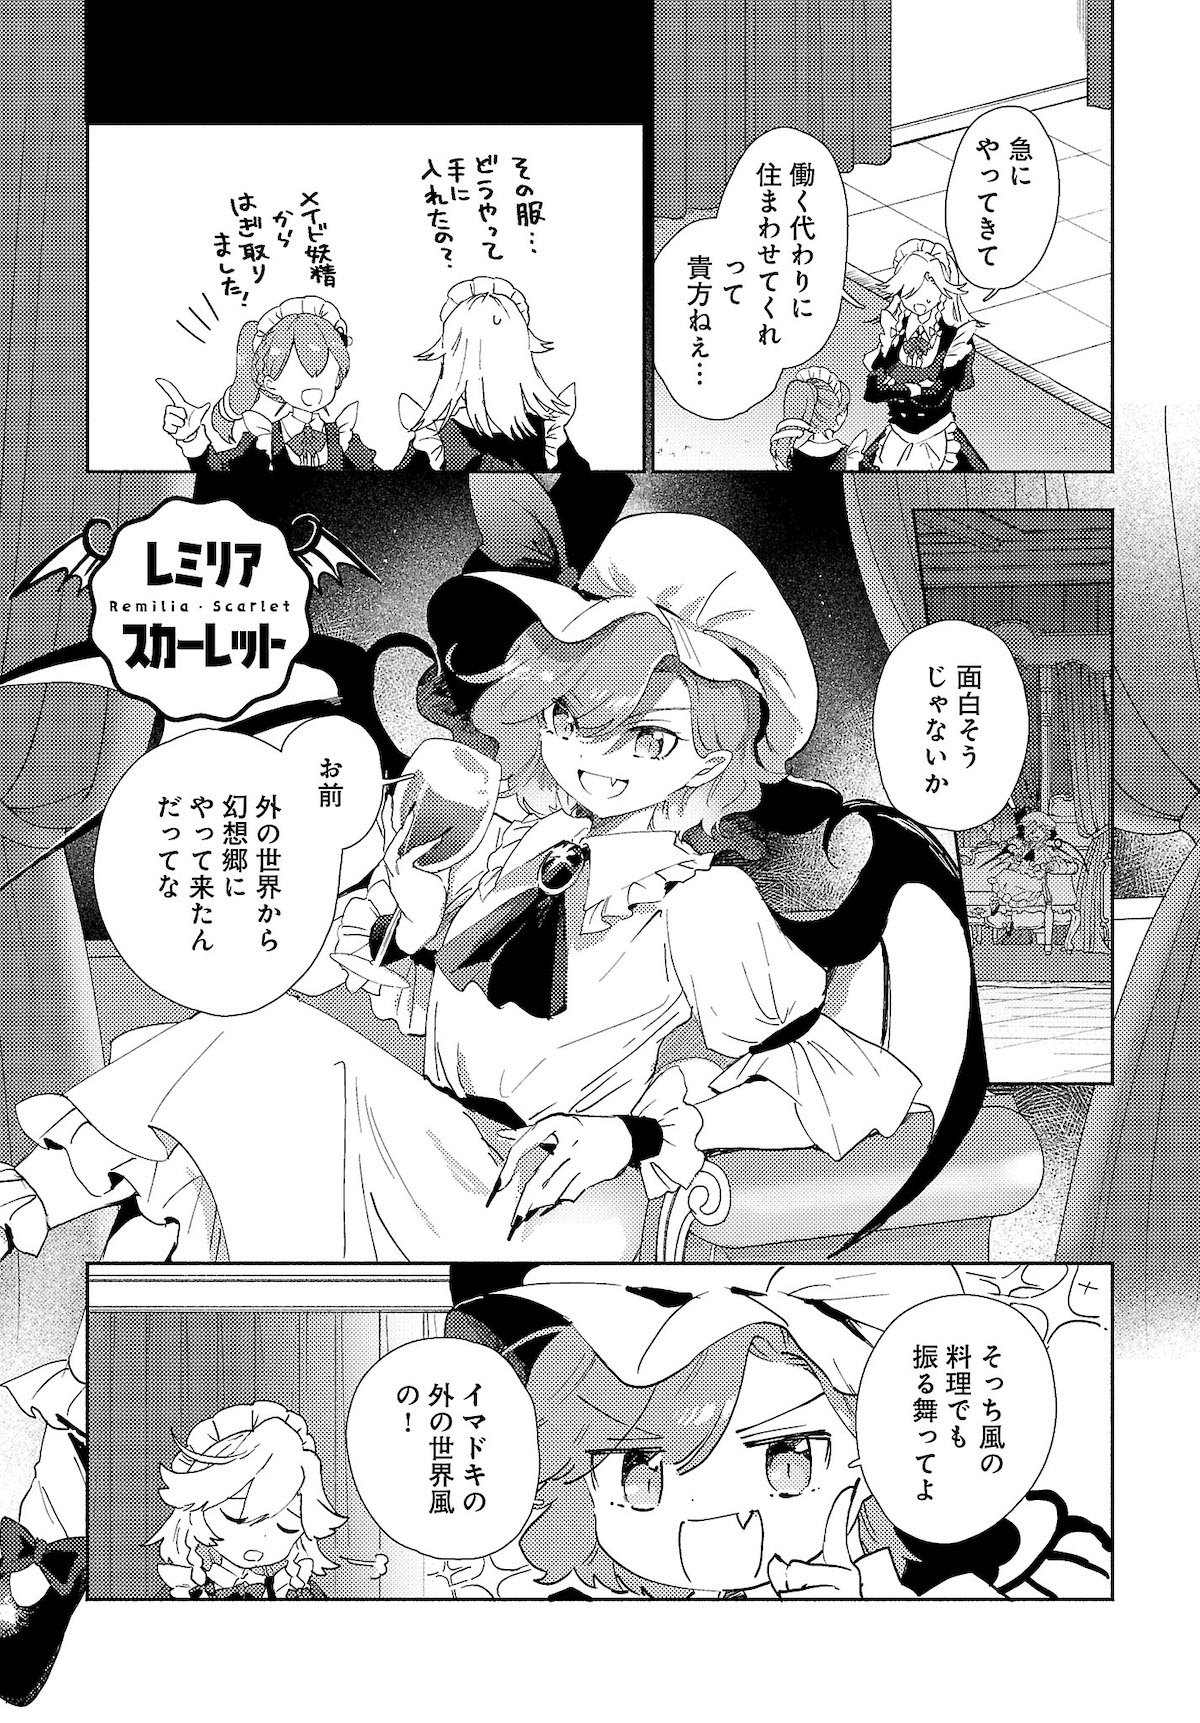 急に
やってきて
働く代わりに
住まわせてくれ
って
貴方ねえ…
その服…
どうやって
手に
入れたの？
メイド妖精
から
はぎ取り
ました！
面白そう
じゃないか
レミリア
Remilia・Scarlet
スカーレット
お前
外の世界から
幻想郷に
やって来たん
だってな
そっち風の
料理でも
振る舞ってよ
イマドキの
外の世界風
の！